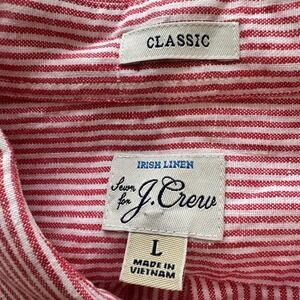 CLASSIC
IRISH LINEN
Sewn
for J.Crew
L
MADE IN
VIETNAM